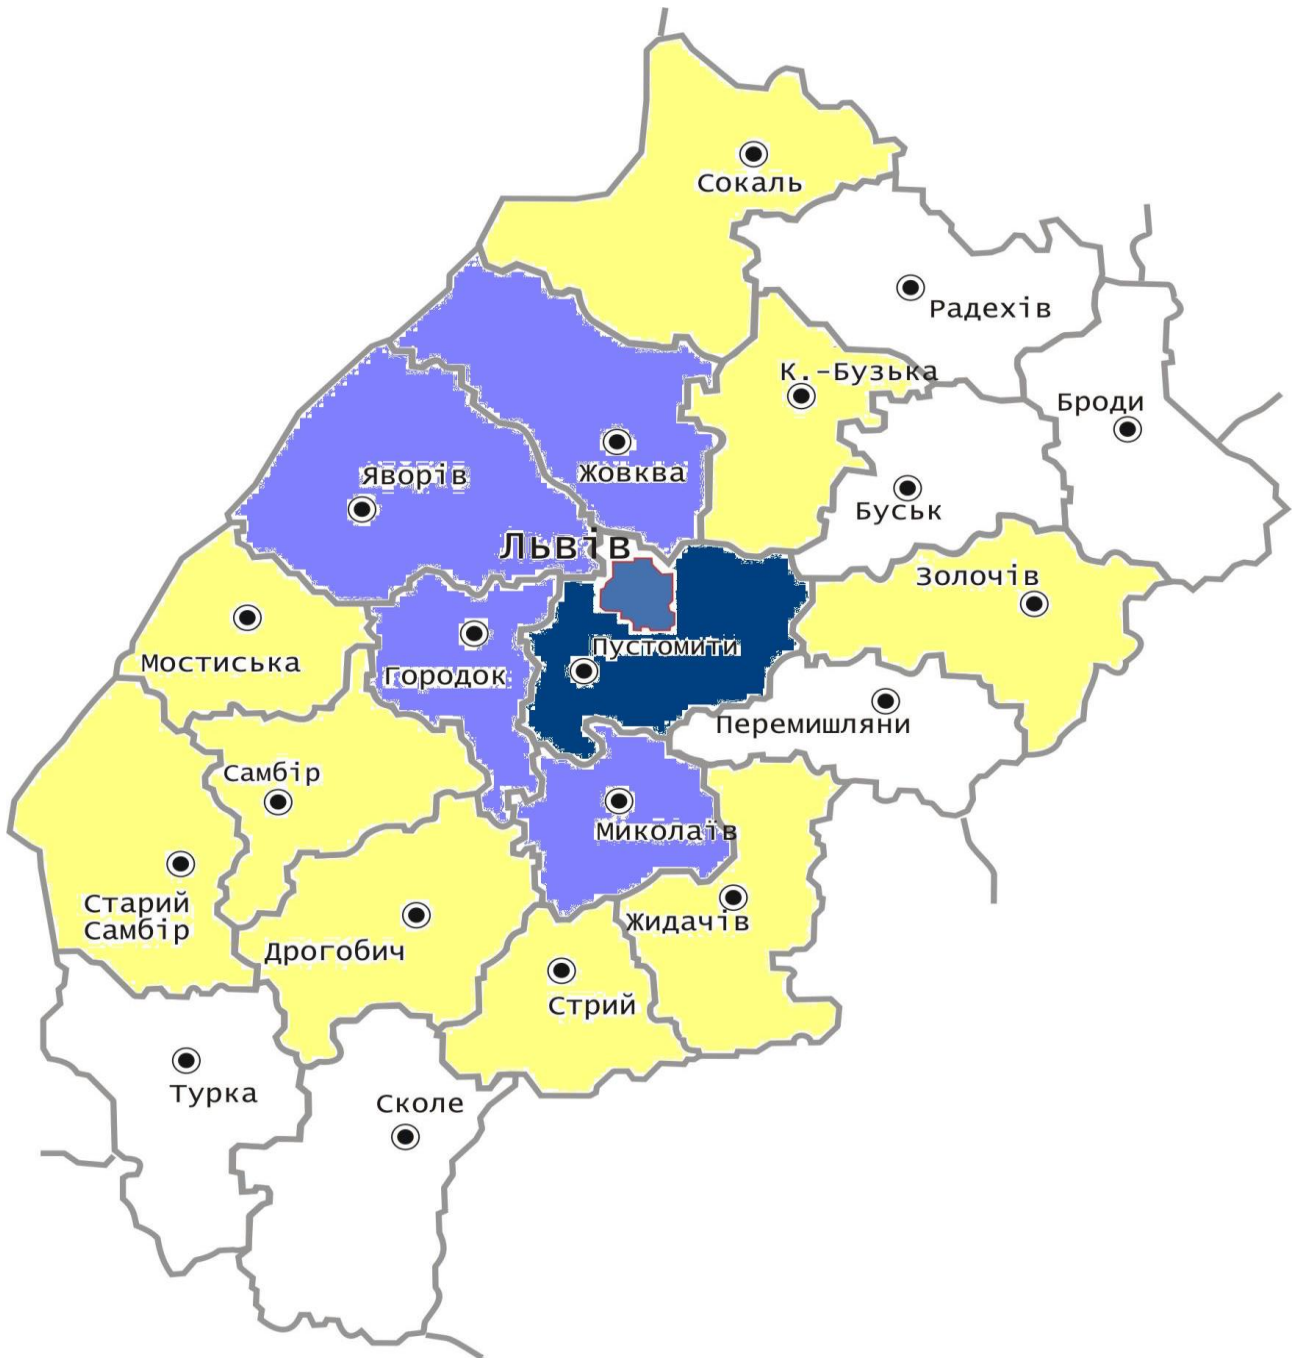 Сокаль
Радехів
К.-Бузька
Броди
Яворів
Жовква
Буськ
Львів
Золочів
Мостиська
Городок
Пустомити
Перемишляни
Самбір
Миколаїв
Старий
Самбір
Дрогобич
Жидачів
Стрий
Турка
Сколе